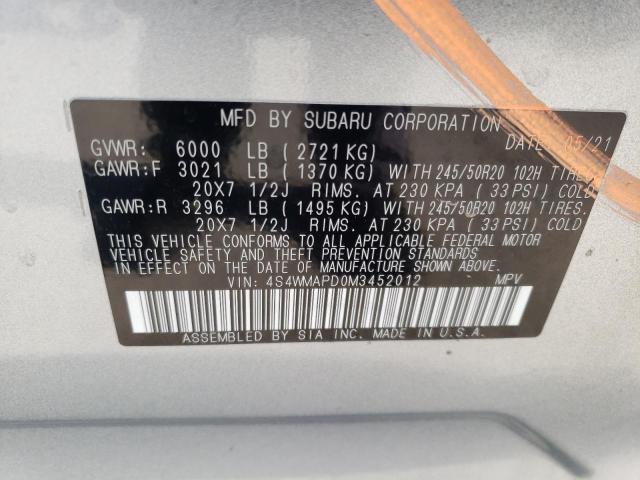 MFD BY SUBARU CORPORATION
DATE: 05/21
GVWR: 6000 LB (2721 KG)
GAWR:F 3021 LB (1370 KG) WITH 245/50R20 102H TIRES.
20X7 1/2J RIMS. AT 230 KPA (33 PSI) COLD
GAWR:R 3296 LB (1495 KG) WITH 245/50R20 102H TIRES.
20X7 1/2J RIMS. AT 230 KPA (33 PSI) COLD
THIS VEHICLE CONFORMS TO ALL APPLICABLE FEDERAL MOTOR
VEHICLE SAFETY AND THEFT PREVENTION STANDARDS IN EFFECT ON
THE DATE OF MANUFACTURE SHOWN ABOVE.
VIN: 4S4WMAPD0M3452012 MPV
ASSEMBLED BY SIA INC. MADE IN U.S.A.